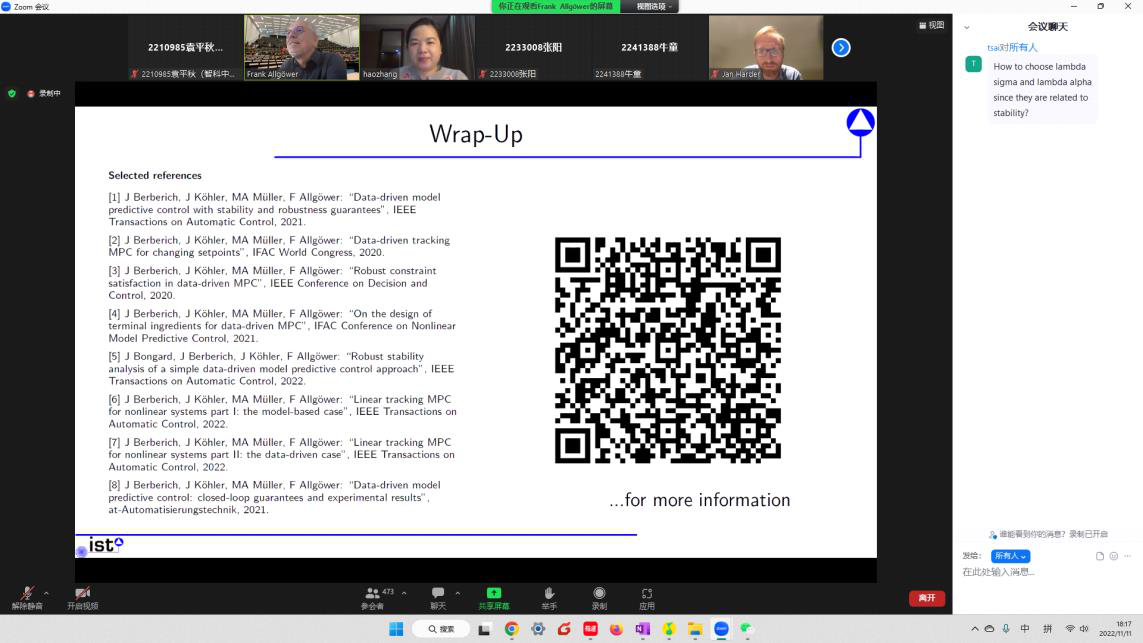 Zoom 会议
你正在观看Frank Allgöwer的屏幕
视图选项
2210985袁平秋...
2233008张阳
2241388牛童
2210985袁平秋（智科中...
Frank Allgöwer
haozhang
2233008张阳
2241388牛童
Jan Harder
视图
录制中
Wrap-Up
Selected references
[1] J Berberich, J Köhler, MA Müller, F Allgöwer: “Data-driven model
predictive control with stability and robustness guarantees”, IEEE
Transactions on Automatic Control, 2021.
[2] J Berberich, J Köhler, MA Müller, F Allgöwer: “Data-driven tracking
MPC for changing setpoints”, IFAC World Congress, 2020.
[3] J Berberich, J Köhler, MA Müller, F Allgöwer: “Robust constraint
satisfaction in data-driven MPC”, IEEE Conference on Decision and
Control, 2020.
[4] J Berberich, J Köhler, MA Müller, F Allgöwer: “On the design of
terminal ingredients for data-driven MPC”, IFAC Conference on Nonlinear
Model Predictive Control, 2021.
[5] J Bongard, J Berberich, J Köhler, F Allgöwer: “Robust stability
analysis of a simple data-driven model predictive control approach”, IEEE
Transactions on Automatic Control, 2022.
[6] J Berberich, J Köhler, MA Müller, F Allgöwer: “Linear tracking MPC
for nonlinear systems part I: the model-based case”, IEEE Transactions on
Automatic Control, 2022.
[7] J Berberich, J Köhler, MA Müller, F Allgöwer: “Linear tracking MPC
for nonlinear systems part II: the data-driven case”, IEEE Transactions on
Automatic Control, 2022.
[8] J Berberich, J Köhler, MA Müller, F Allgöwer: “Data-driven model
predictive control: closed-loop guarantees and experimental results”,
at-Automatisierungstechnik, 2021.
...for more information
ist
会议聊天
tsai对所有人
T
How to choose lambda
sigma and lambda alpha
since they are related to
stability?
谁能看到你的消息? 录制已开启
发给: 所有人
在此处输入消息...
解除静音
开启视频
参会者
473
聊天
共享屏幕
举手
录制
应用
离开
搜索
中
拼
18:17
2022/11/11